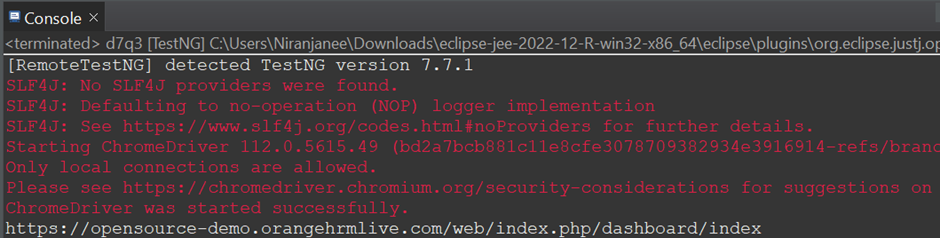 Console
<terminated> d7q3 [TestNG] C:\Users\Niranjanee\Downloads\eclipse-jee-2022-12-R-win32-x86_64\eclipse\plugins\org.eclipse.justj.op
[RemoteTestNG] detected TestNG version 7.7.1
SLF4J: No SLF4J providers were found.
SLF4J: Defaulting to no-operation (NOP) logger implementation
SLF4J: See https://www.slf4j.org/codes.html#noProviders for further details.
Starting ChromeDriver 112.0.5615.49 (bd2a7bcb881c11e8cfe3078709382934e3916914-refs/branc
Only local connections are allowed.
Please see https://chromedriver.chromium.org/security-considerations for suggestions on
ChromeDriver was started successfully.
https://opensource-demo.orangehrmlive.com/web/index.php/dashboard/index